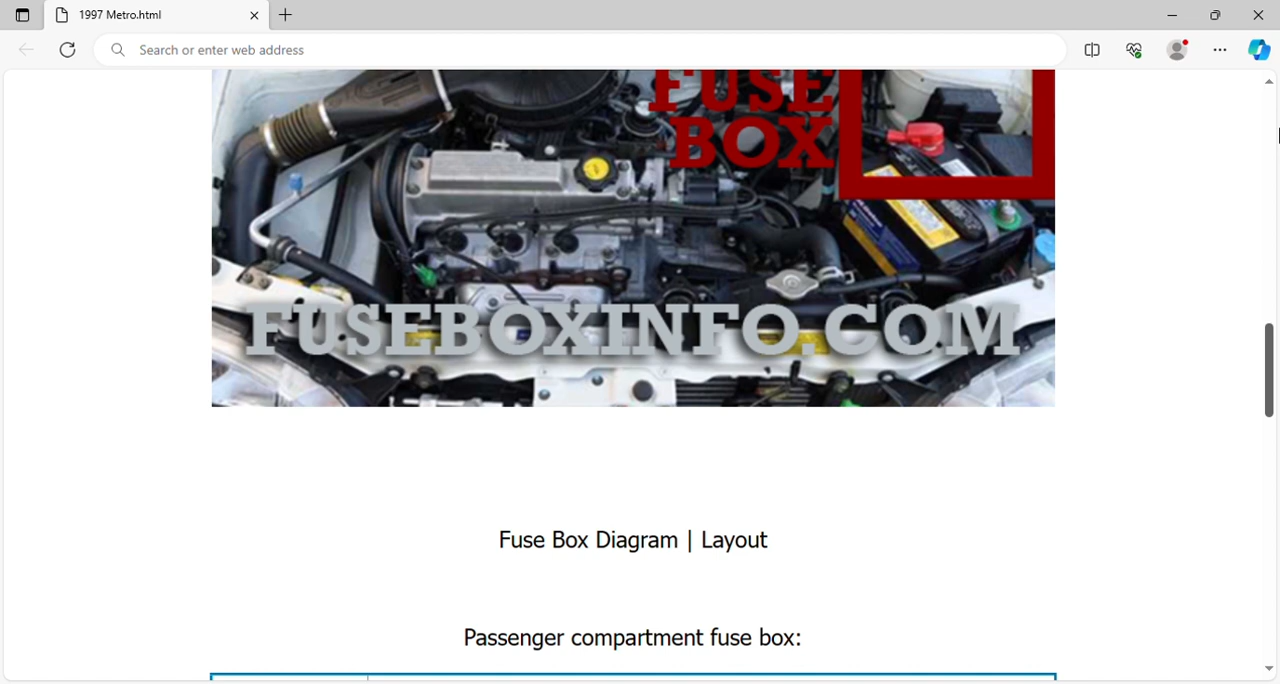 1997 Metro.html
Search or enter web address
FUSE
BOX
FUSEBOXINFO.COM
Fuse Box Diagram | Layout
Passenger compartment fuse box: